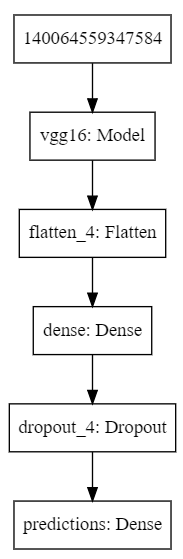 140064559347584
vgg16: Model
flatten_4: Flatten
dense: Dense
dropout_4: Dropout
predictions: Dense